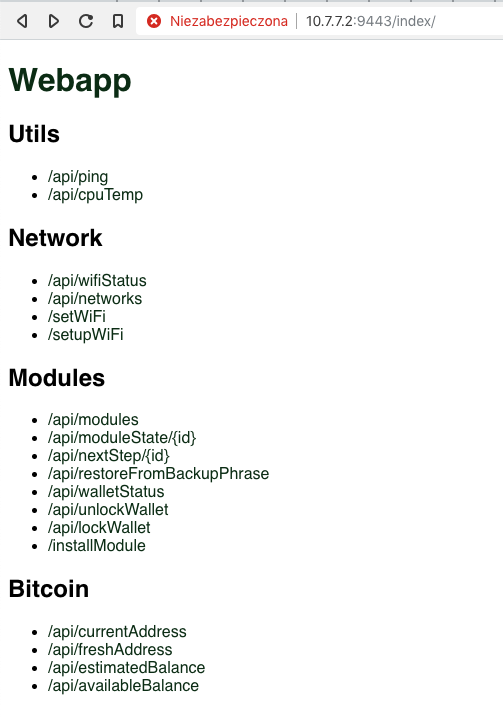 Niezabezpieczona | 10.7.7.2:9443/index/
Webapp
Utils
• /api/ping
• /api/cpuTemp
Network
• /api/wifiStatus
• /api/networks
• /setWiFi
• /setupWiFi
Modules
• /api/modules
• /api/moduleState/{id}
• /api/nextStep/{id}
• /api/restoreFromBackupPhrase
• /api/walletStatus
• /api/unlockWallet
• /api/lockWallet
• /installModule
Bitcoin
• /api/currentAddress
• /api/freshAddress
• /api/estimatedBalance
• /api/availableBalance